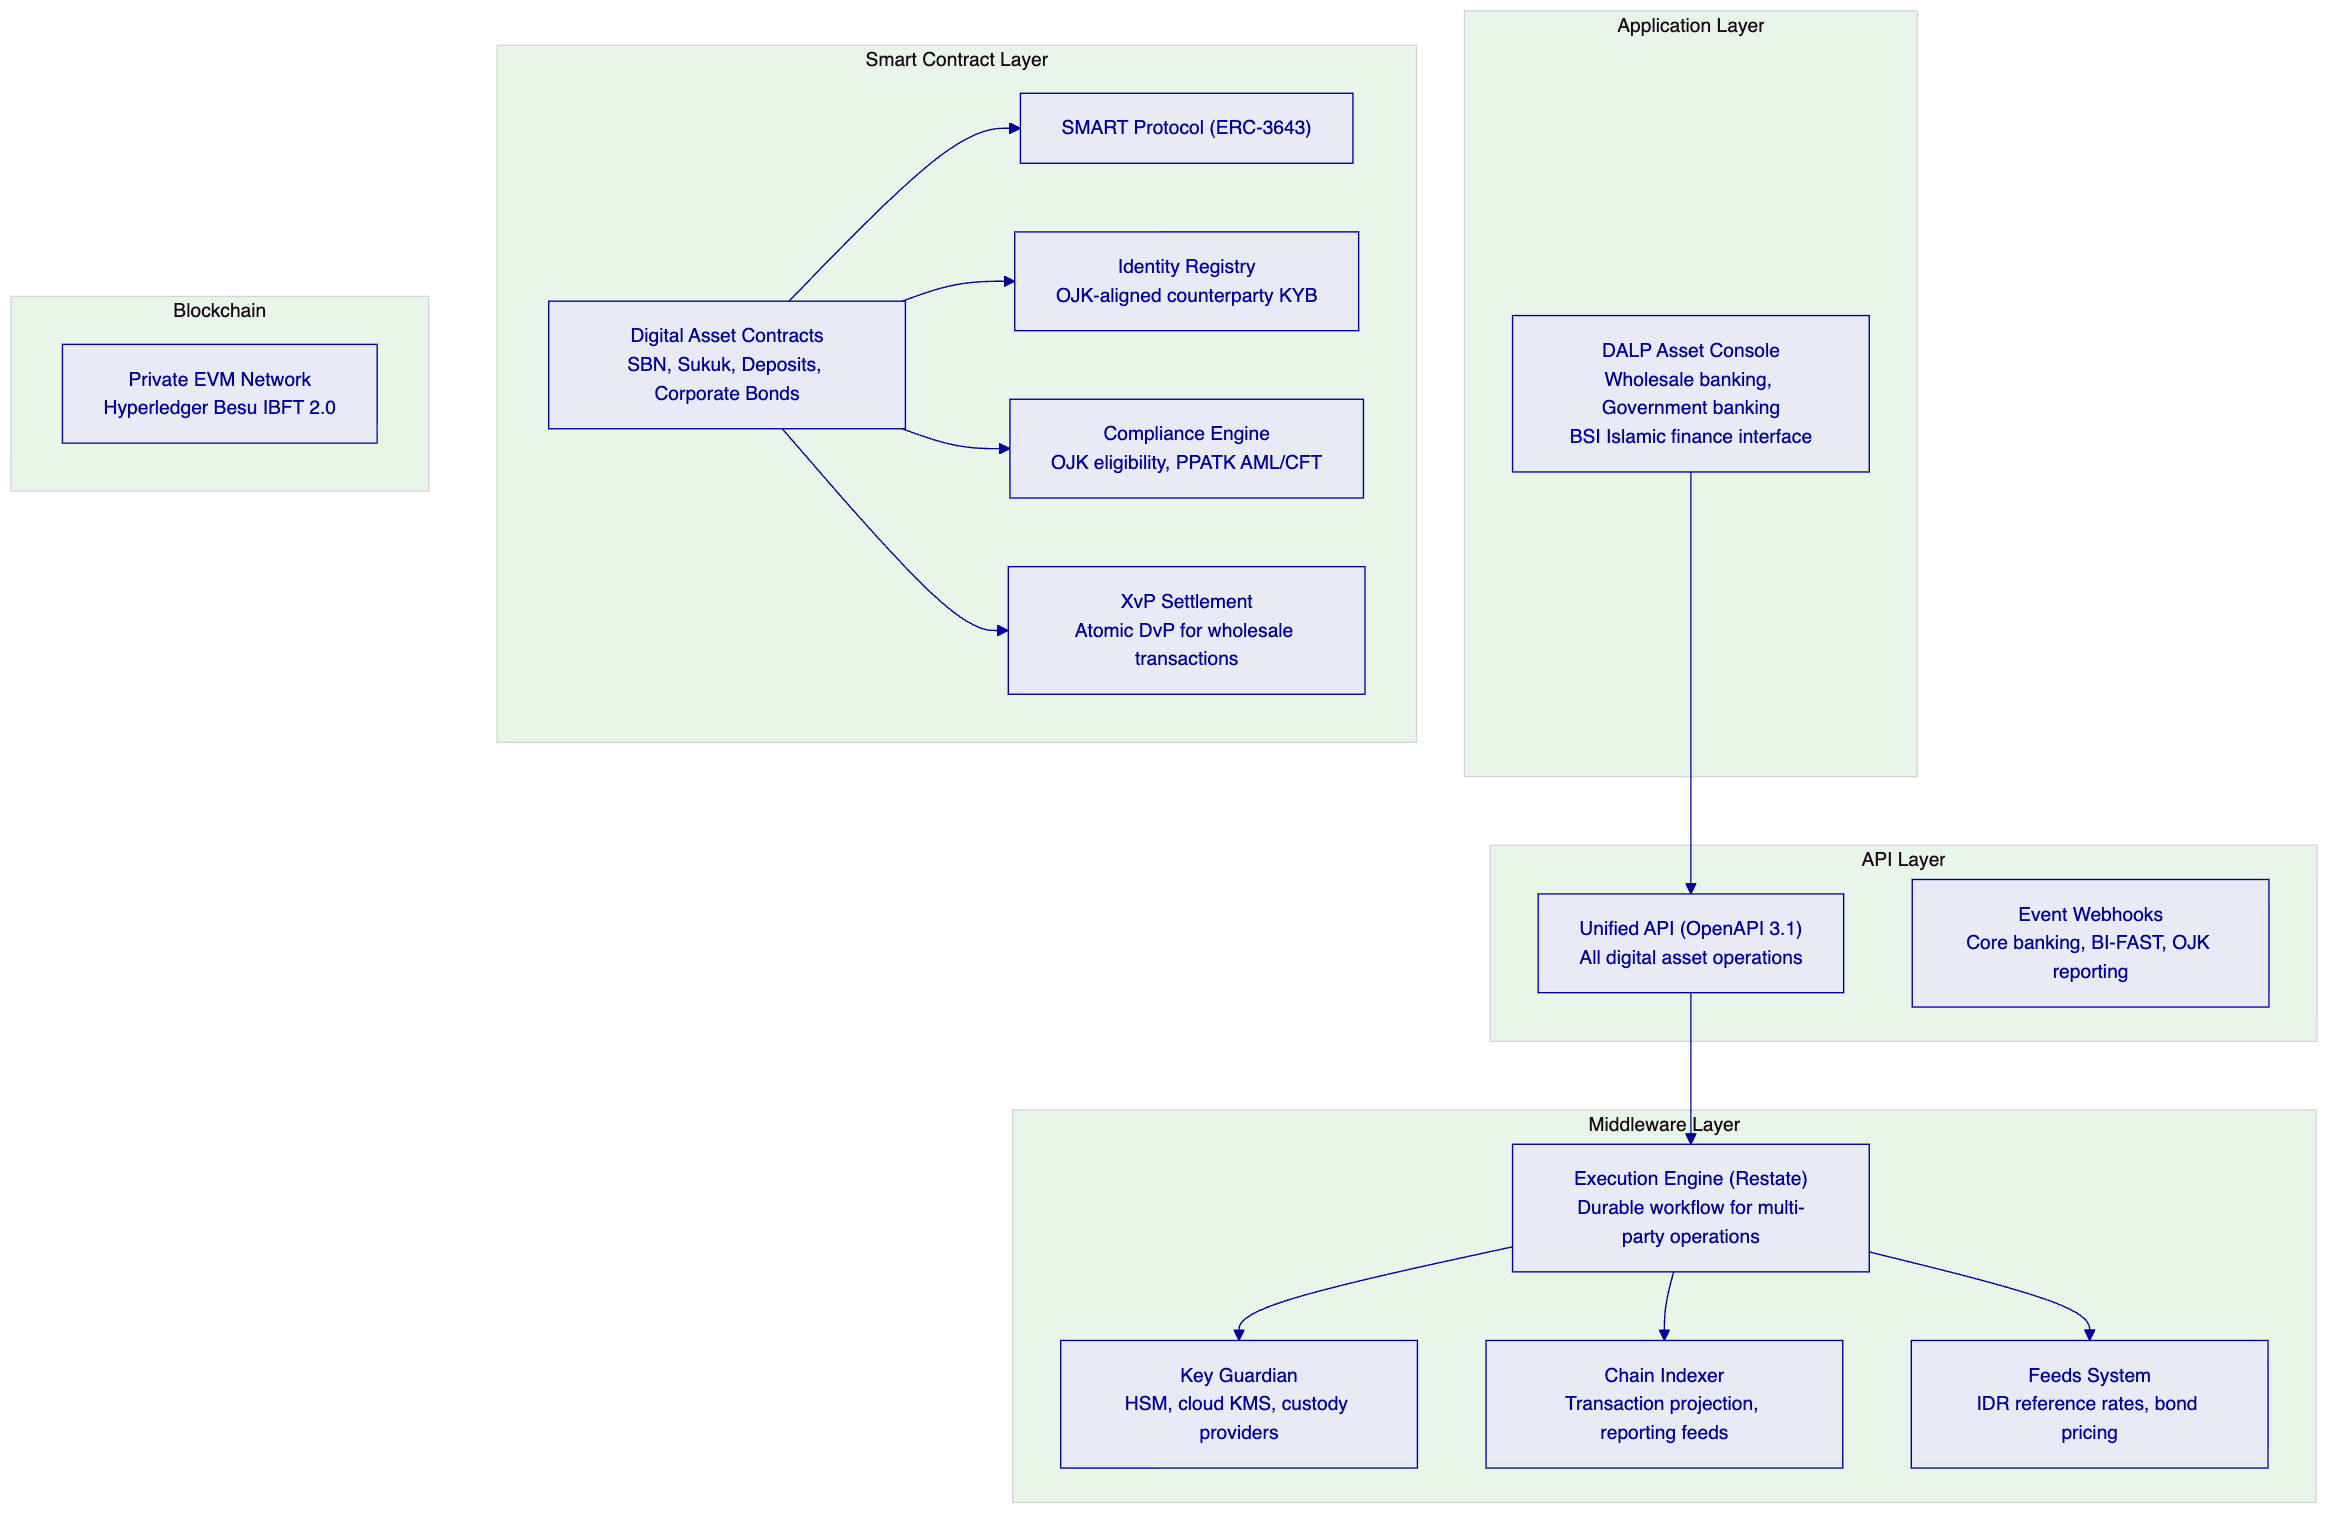 Blockchain
Private EVM Network
Hyperledger Besu IBFT 2.0
Smart Contract Layer
Digital Asset Contracts
SBN, Sukuk, Deposits,
Corporate Bonds
SMART Protocol (ERC-3643)
Identity Registry
OJK-aligned counterparty KYB
Compliance Engine
OJK eligibility, PPATK AML/CFT
XvP Settlement
Atomic DvP for wholesale
transactions
Application Layer
DALP Asset Console
Wholesale banking,
Government banking
BSI Islamic finance interface
API Layer
Unified API (OpenAPI 3.1)
All digital asset operations
Event Webhooks
Core banking, BI-FAST, OJK
reporting
Middleware Layer
Execution Engine (Restate)
Durable workflow for multi-
party operations
Key Guardian
HSM, cloud KMS, custody
providers
Chain Indexer
Transaction projection,
reporting feeds
Feeds System
IDR reference rates, bond
pricing